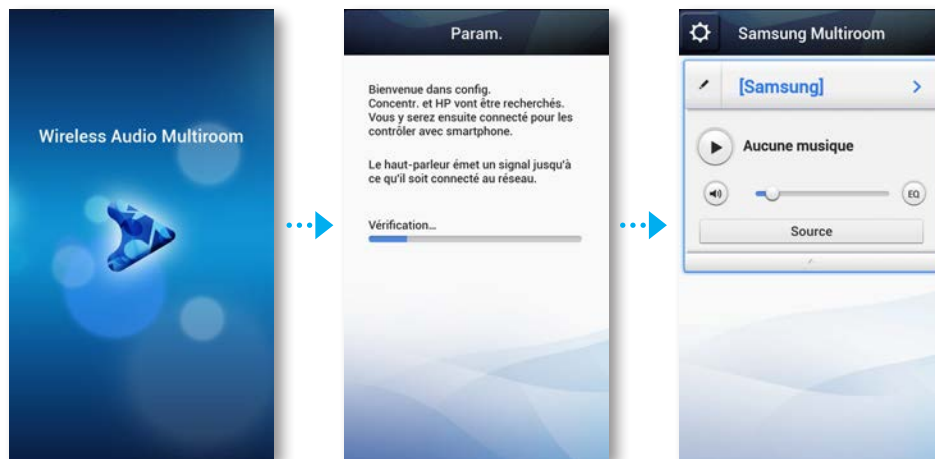 Wireless Audio Multiroom
Param.
Bienvenue dans config.
Concentr. et HP vont être recherchés.
Vous y serez ensuite connecté pour les
contrôler avec smartphone.
Le haut-parleur émet un signal jusqu'à
ce qu'il soit connecté au réseau.
Vérification...
Samsung Multiroom
[Samsung]
Aucune musique
EQ
Source